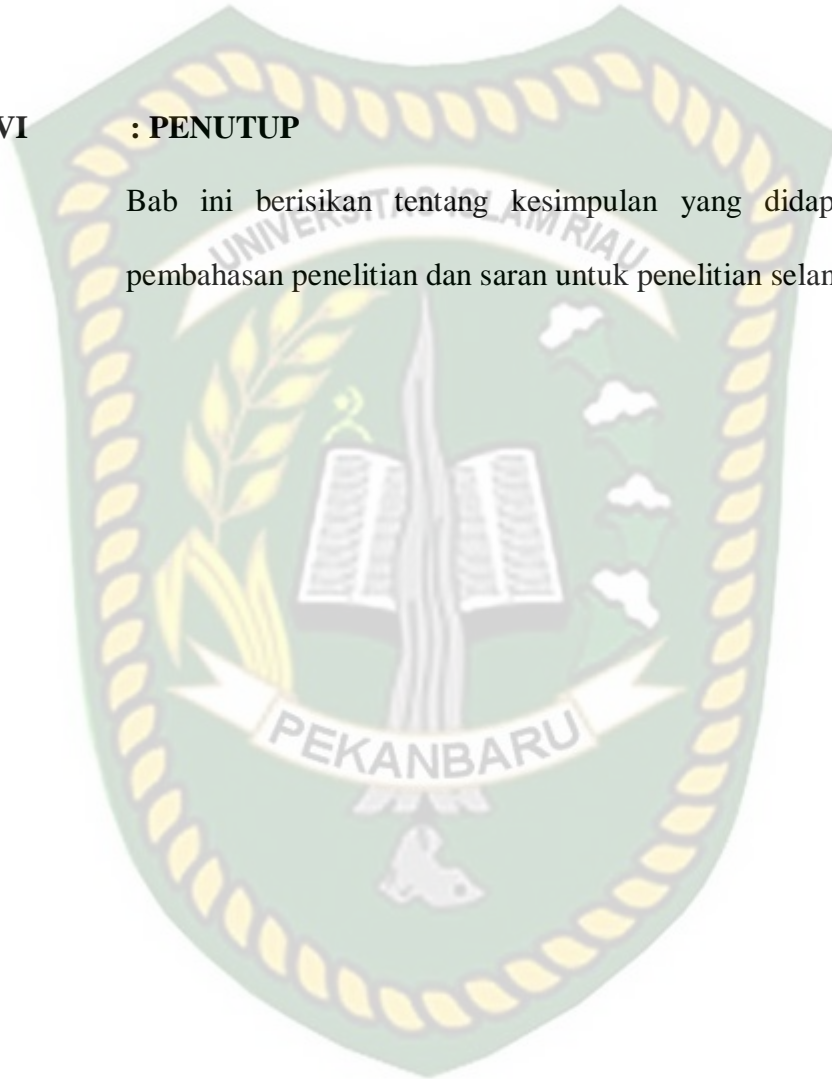 VI : PENUTUP
Bab ini berisikan tentang kesimpulan yang
pembahasan penelitian dan saran untuk penelitian
UNIVERSITAS ISLAM RIAU
PEKANBARU